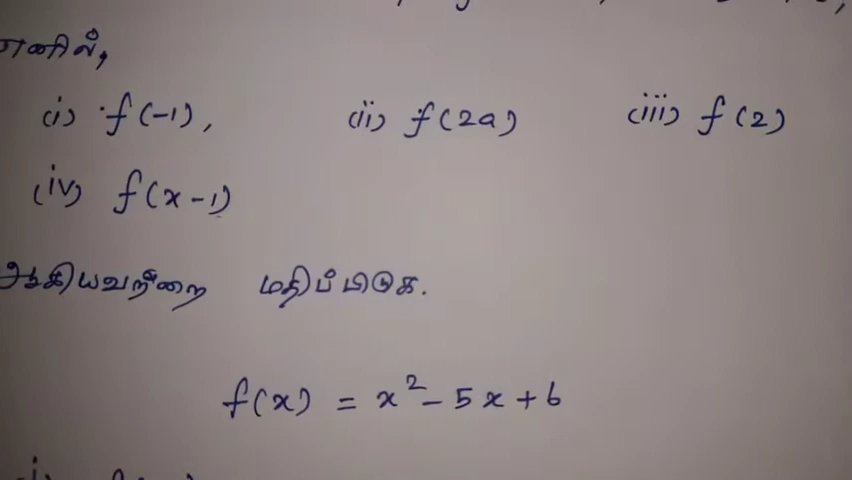 எனில்,
(i) f(-1), (ii) f(2a) (iii) f(2)
(iv) f(x-1)
ஆகியவற்றை மதிப்பிடுக.
f(x) = x² - 5x + 6